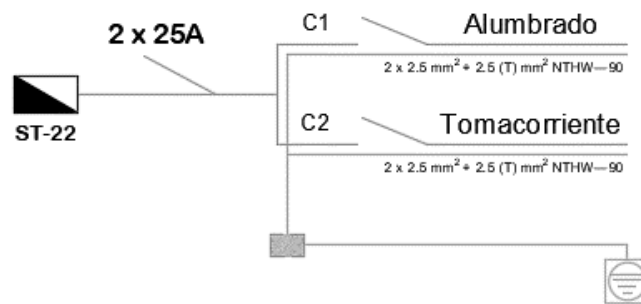 C1
Alumbrado
2 x 25A
2 x 2.5 mm² + 2.5 (T) mm² NTHW—90
ST-22
C2
Tomacorriente
2 x 2.5 mm² + 2.5 (T) mm² NTHW—90